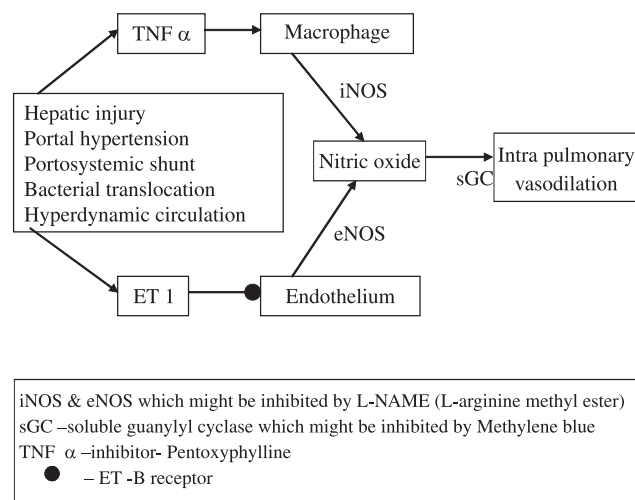 TNF α
Macrophage
iNOS
Hepatic injury
Portal hypertension
Portosystemic shunt
Bacterial translocation
Hyperdynamic circulation
Nitric oxide
sGC
Intra pulmonary
vasodilation
eNOS
ET 1
Endothelium
iNOS & eNOS which might be inhibited by L-NAME (L-arginine methyl ester)
sGC –soluble guanylyl cyclase which might be inhibited by Methylene blue
TNF α –inhibitor- Pentoxyphylline
– ET -B receptor